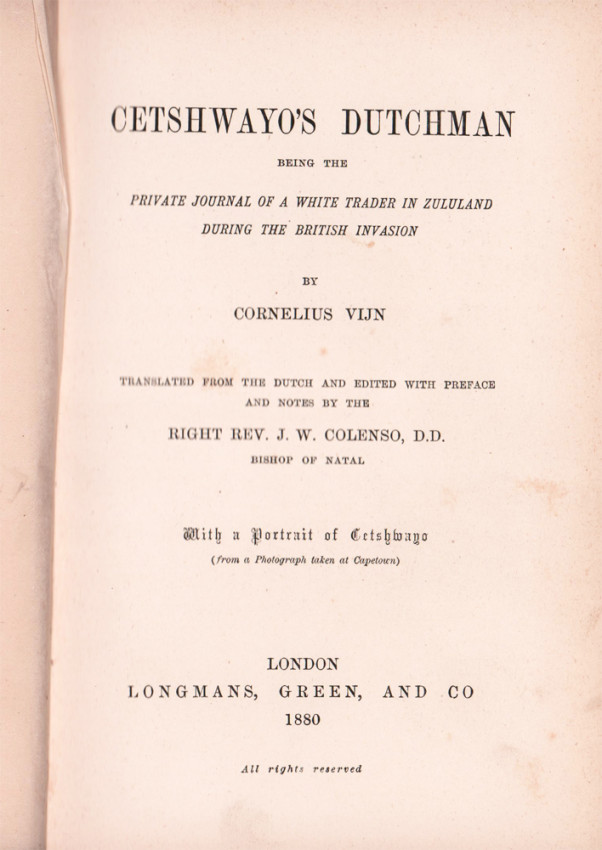 CETSHWAYO'S DUTCHMAN
BEING THE
PRIVATE JOURNAL OF A WHITE TRADER IN ZULULAND
DURING THE BRITISH INVASION
BY
CORNELIUS VIJN
TRANSLATED FROM THE DUTCH AND EDITED WITH PREFACE
AND NOTES BY THE
RIGHT REV. J. W. COLENSO, D.D.
BISHOP OF NATAL
With a Portrait of Cetshwayo
(from a Photograph taken at Capetown)
LONDON
LONGMANS, GREEN, AND CO
1880
All rights reserved